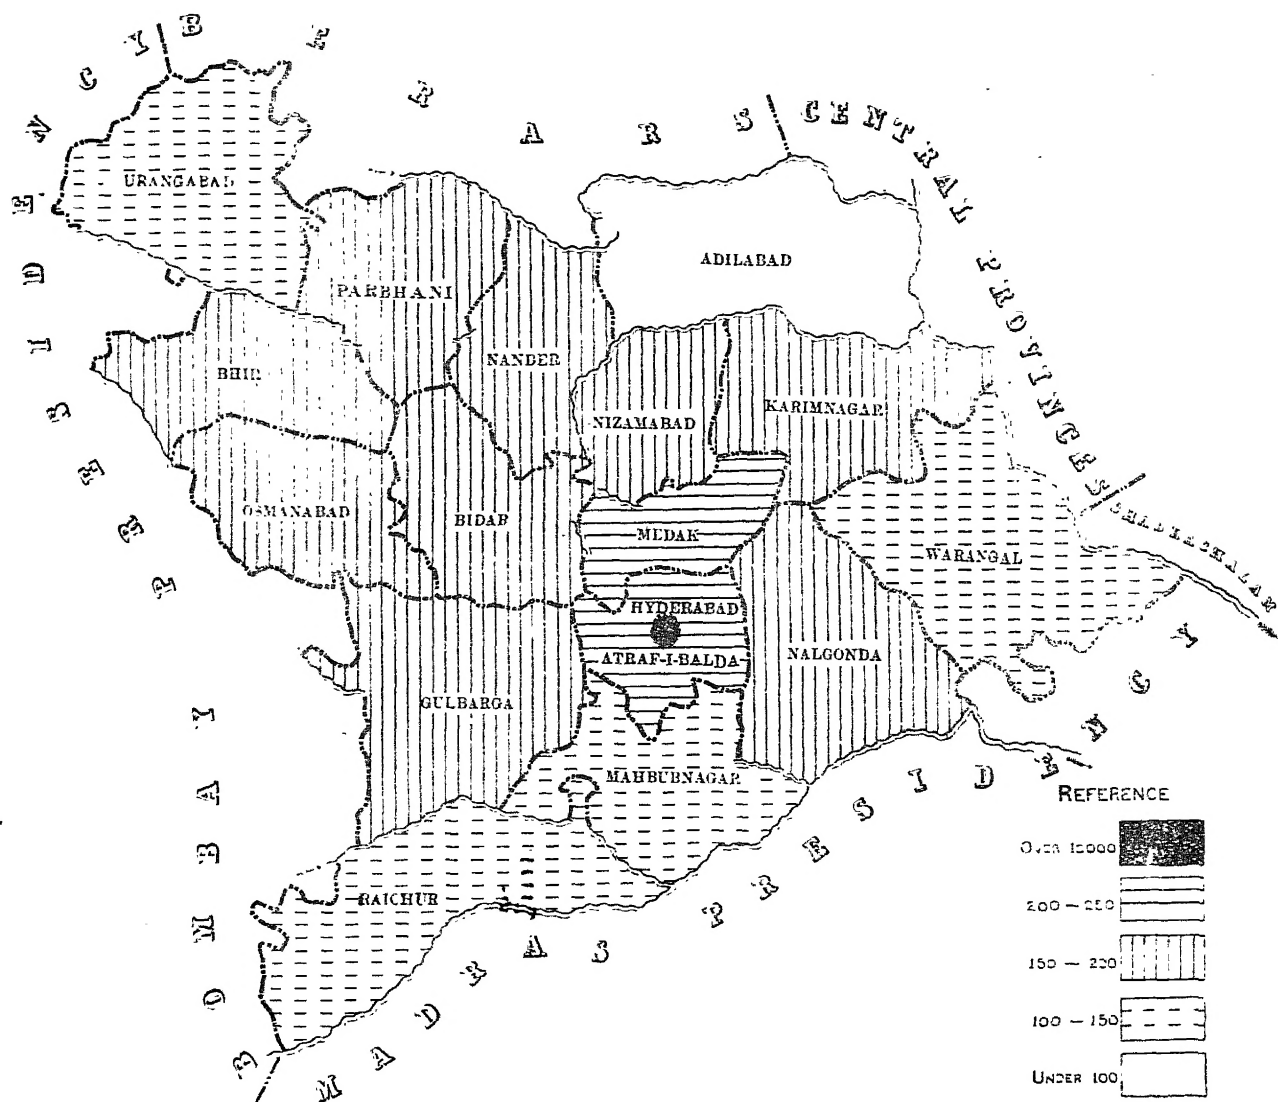 BERARS
CENTRAL PROVINCES
BOMBAY PRESIDENCY
BHADRACHALAM
MADRAS PRESIDENCY
URANGABAD
ADILABAD
PARBHANI
NANDER
BHIR
NIZAMABAD
KARIMNAGAR
OSMANABAD
BIDAR
MEDAK
WARANGAL
HYDERABAD
ATRAF-I-BALDA
NALGONDA
GULBARGA
MAHBUBNAGAR
RAICHUR
REFERENCE
OVER 15000
200 — 250
150 — 200
100 — 150
UNDER 100